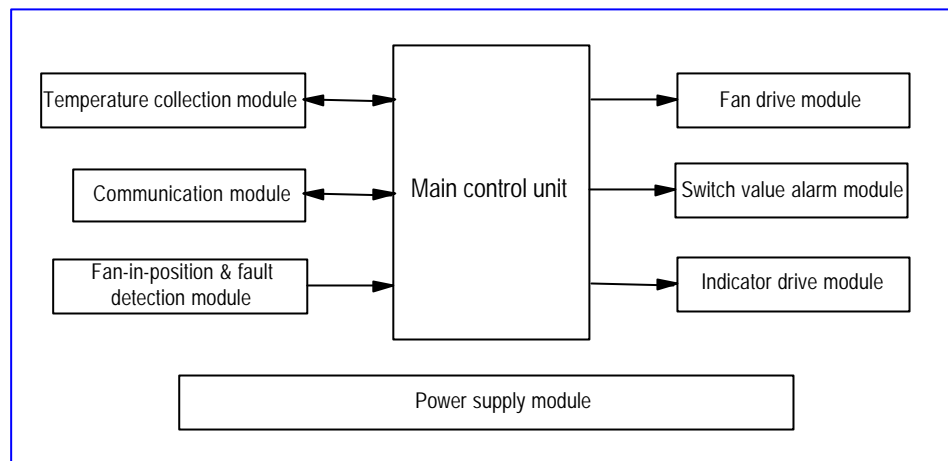 Temperature collection module
Fan drive module
Communication module
Main control unit
Switch value alarm module
Fan-in-position & fault
detection module
Indicator drive module
Power supply module